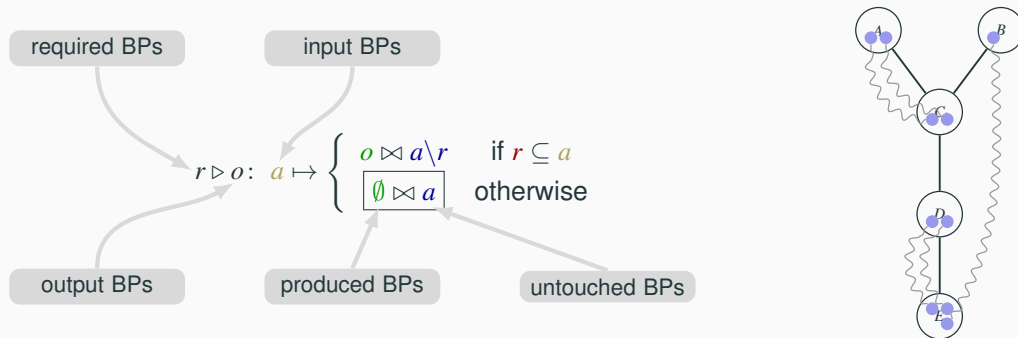 required BPs
input BPs
r ▷ o : a ↦ { o ⋈ a\r if r ⊆ a
∅ ⋈ a otherwise
output BPs
produced BPs
untouched BPs
A
B
C
D
E